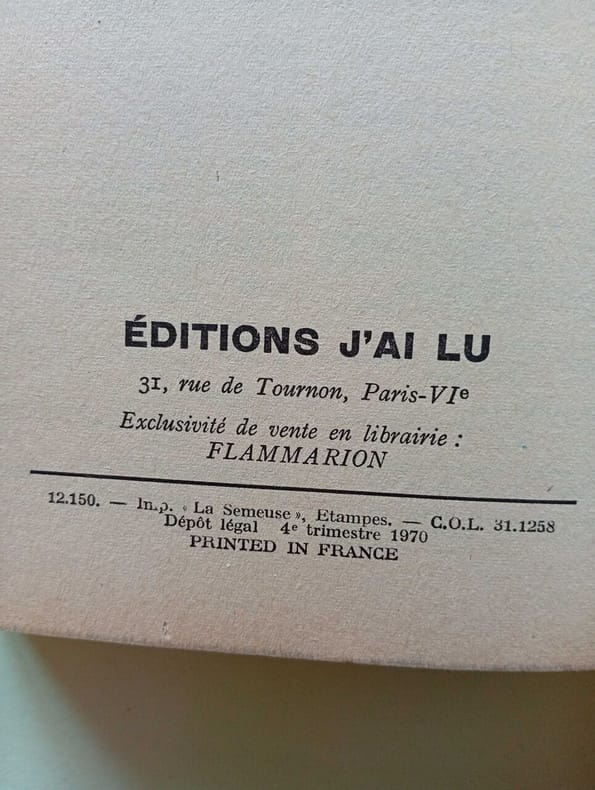 ÉDITIONS J'AI LU
31, rue de Tournon, Paris-VIe
Exclusivité de vente en librairie :
FLAMMARION
12.150. — Imp. « La Semeuse », Etampes. — C.O.L. 31.1258
Dépôt légal 4e trimestre 1970
PRINTED IN FRANCE